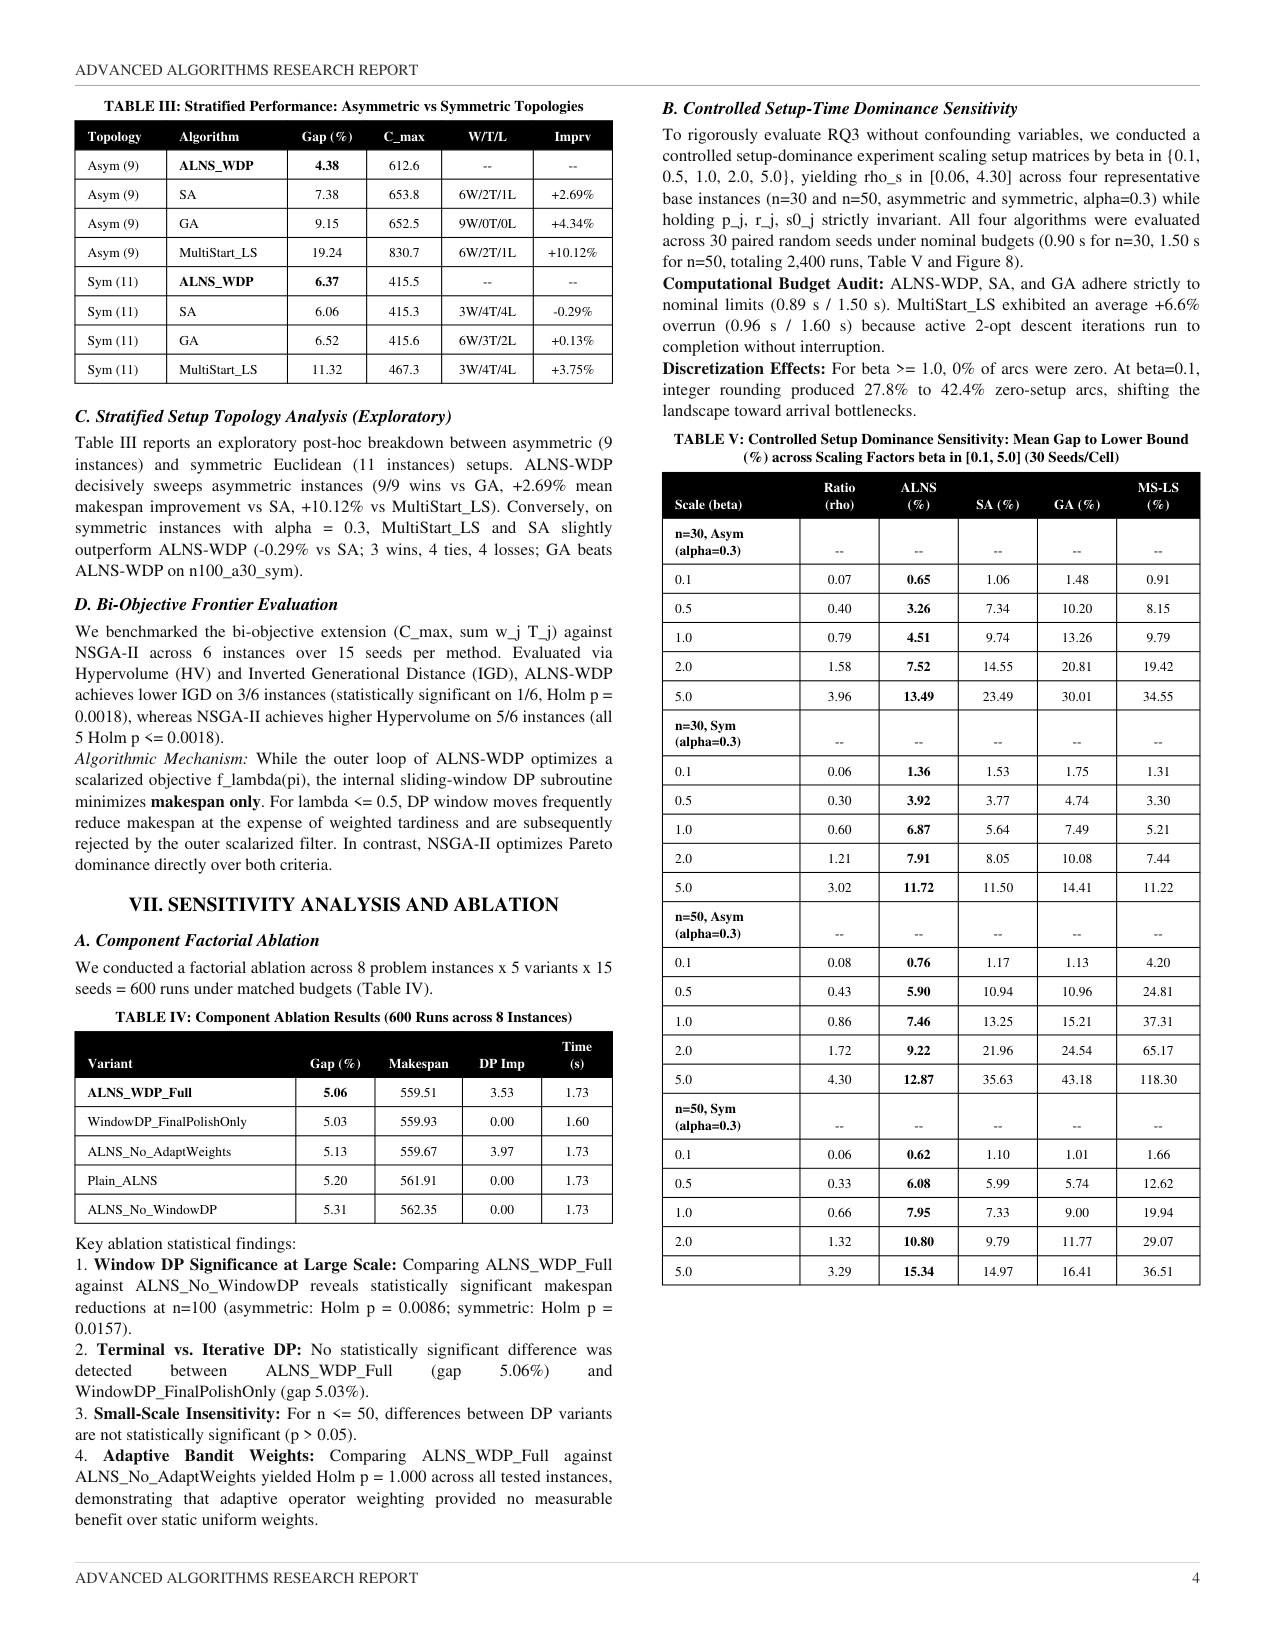 ADVANCED ALGORITHMS RESEARCH REPORT
TABLE III: Stratified Performance: Asymmetric vs Symmetric Topologies
Topology Algorithm Gap (%) C_max W/T/L Imprv
Asym (9) ALNS_WDP 4.38 612.6 -- --
Asym (9) SA 7.38 653.8 6W/2T/1L +2.69%
Asym (9) GA 9.15 652.5 9W/0T/0L +4.34%
Asym (9) MultiStart_LS 19.24 830.7 6W/2T/1L +10.12%
Sym (11) ALNS_WDP 6.37 415.5 -- --
Sym (11) SA 6.06 415.3 3W/4T/4L -0.29%
Sym (11) GA 6.52 415.6 6W/3T/2L +0.13%
Sym (11) MultiStart_LS 11.32 467.3 3W/4T/4L +3.75%
C. Stratified Setup Topology Analysis (Exploratory)
Table III reports an exploratory post-hoc breakdown between asymmetric (9
instances) and symmetric Euclidean (11 instances) setups. ALNS-WDP
decisively sweeps asymmetric instances (9/9 wins vs GA, +2.69% mean
makespan improvement vs SA, +10.12% vs MultiStart_LS). Conversely, on
symmetric instances with alpha = 0.3, MultiStart_LS and SA slightly
outperform ALNS-WDP (-0.29% vs SA; 3 wins, 4 ties, 4 losses; GA beats
ALNS-WDP on n100_a30_sym).
D. Bi-Objective Frontier Evaluation
We benchmarked the bi-objective extension (C_max, sum w_j T_j) against
NSGA-II across 6 instances over 15 seeds per method. Evaluated via
Hypervolume (HV) and Inverted Generational Distance (IGD), ALNS-WDP
achieves lower IGD on 3/6 instances (statistically significant on 1/6, Holm p =
0.0018), whereas NSGA-II achieves higher Hypervolume on 5/6 instances (all
5 Holm p <= 0.0018).
Algorithmic Mechanism: While the outer loop of ALNS-WDP optimizes a
scalarized objective f_lambda(pi), the internal sliding-window DP subroutine
minimizes makespan only. For lambda <= 0.5, DP window moves frequently
reduce makespan at the expense of weighted tardiness and are subsequently
rejected by the outer scalarized filter. In contrast, NSGA-II optimizes Pareto
dominance directly over both criteria.
VII. SENSITIVITY ANALYSIS AND ABLATION
A. Component Factorial Ablation
We conducted a factorial ablation across 8 problem instances x 5 variants x 15
seeds = 600 runs under matched budgets (Table IV).
TABLE IV: Component Ablation Results (600 Runs across 8 Instances)
Variant Gap (%) Makespan DP Imp Time
(s)
ALNS_WDP_Full 5.06 559.51 3.53 1.73
WindowDP_FinalPolishOnly 5.03 559.93 0.00 1.60
ALNS_No_AdaptWeights 5.13 559.67 3.97 1.73
Plain_ALNS 5.20 561.91 0.00 1.73
ALNS_No_WindowDP 5.31 562.35 0.00 1.73
Key ablation statistical findings:
1. Window DP Significance at Large Scale: Comparing ALNS_WDP_Full
against ALNS_No_WindowDP reveals statistically significant makespan
reductions at n=100 (asymmetric: Holm p = 0.0086; symmetric: Holm p =
0.0157).
2. Terminal vs. Iterative DP: No statistically significant difference was
detected between ALNS_WDP_Full (gap 5.06%) and
WindowDP_FinalPolishOnly (gap 5.03%).
3. Small-Scale Insensitivity: For n <= 50, differences between DP variants
are not statistically significant (p > 0.05).
4. Adaptive Bandit Weights: Comparing ALNS_WDP_Full against
ALNS_No_AdaptWeights yielded Holm p = 1.000 across all tested instances,
demonstrating that adaptive operator weighting provided no measurable
benefit over static uniform weights.
B. Controlled Setup-Time Dominance Sensitivity
To rigorously evaluate RQ3 without confounding variables, we conducted a
controlled setup-dominance experiment scaling setup matrices by beta in {0.1,
0.5, 1.0, 2.0, 5.0}, yielding rho_s in [0.06, 4.30] across four representative
base instances (n=30 and n=50, asymmetric and symmetric, alpha=0.3) while
holding p_j, r_j, s0_j strictly invariant. All four algorithms were evaluated
across 30 paired random seeds under nominal budgets (0.90 s for n=30, 1.50 s
for n=50, totaling 2,400 runs, Table V and Figure 8).
Computational Budget Audit: ALNS-WDP, SA, and GA adhere strictly to
nominal limits (0.89 s / 1.50 s). MultiStart_LS exhibited an average +6.6%
overrun (0.96 s / 1.60 s) because active 2-opt descent iterations run to
completion without interruption.
Discretization Effects: For beta >= 1.0, 0% of arcs were zero. At beta=0.1,
integer rounding produced 27.8% to 42.4% zero-setup arcs, shifting the
landscape toward arrival bottlenecks.
TABLE V: Controlled Setup Dominance Sensitivity: Mean Gap to Lower Bound
(%) across Scaling Factors beta in [0.1, 5.0] (30 Seeds/Cell)
Scale (beta) Ratio (rho) ALNS (%) SA (%) GA (%) MS-LS (%)
n=30, Asym
(alpha=0.3) -- -- -- -- --
0.1 0.07 0.65 1.06 1.48 0.91
0.5 0.40 3.26 7.34 10.20 8.15
1.0 0.79 4.51 9.74 13.26 9.79
2.0 1.58 7.52 14.55 20.81 19.42
5.0 3.96 13.49 23.49 30.01 34.55
n=30, Sym
(alpha=0.3) -- -- -- -- --
0.1 0.06 1.36 1.53 1.75 1.31
0.5 0.30 3.92 3.77 4.74 3.30
1.0 0.60 6.87 5.64 7.49 5.21
2.0 1.21 7.91 8.05 10.08 7.44
5.0 3.02 11.72 11.50 14.41 11.22
n=50, Asym
(alpha=0.3) -- -- -- -- --
0.1 0.08 0.76 1.17 1.13 4.20
0.5 0.43 5.90 10.94 10.96 24.81
1.0 0.86 7.46 13.25 15.21 37.31
2.0 1.72 9.22 21.96 24.54 65.17
5.0 4.30 12.87 35.63 43.18 118.30
n=50, Sym
(alpha=0.3) -- -- -- -- --
0.1 0.06 0.62 1.10 1.01 1.66
0.5 0.33 6.08 5.99 5.74 12.62
1.0 0.66 7.95 7.33 9.00 19.94
2.0 1.32 10.80 9.79 11.77 29.07
5.0 3.29 15.34 14.97 16.41 36.51
ADVANCED ALGORITHMS RESEARCH REPORT 4